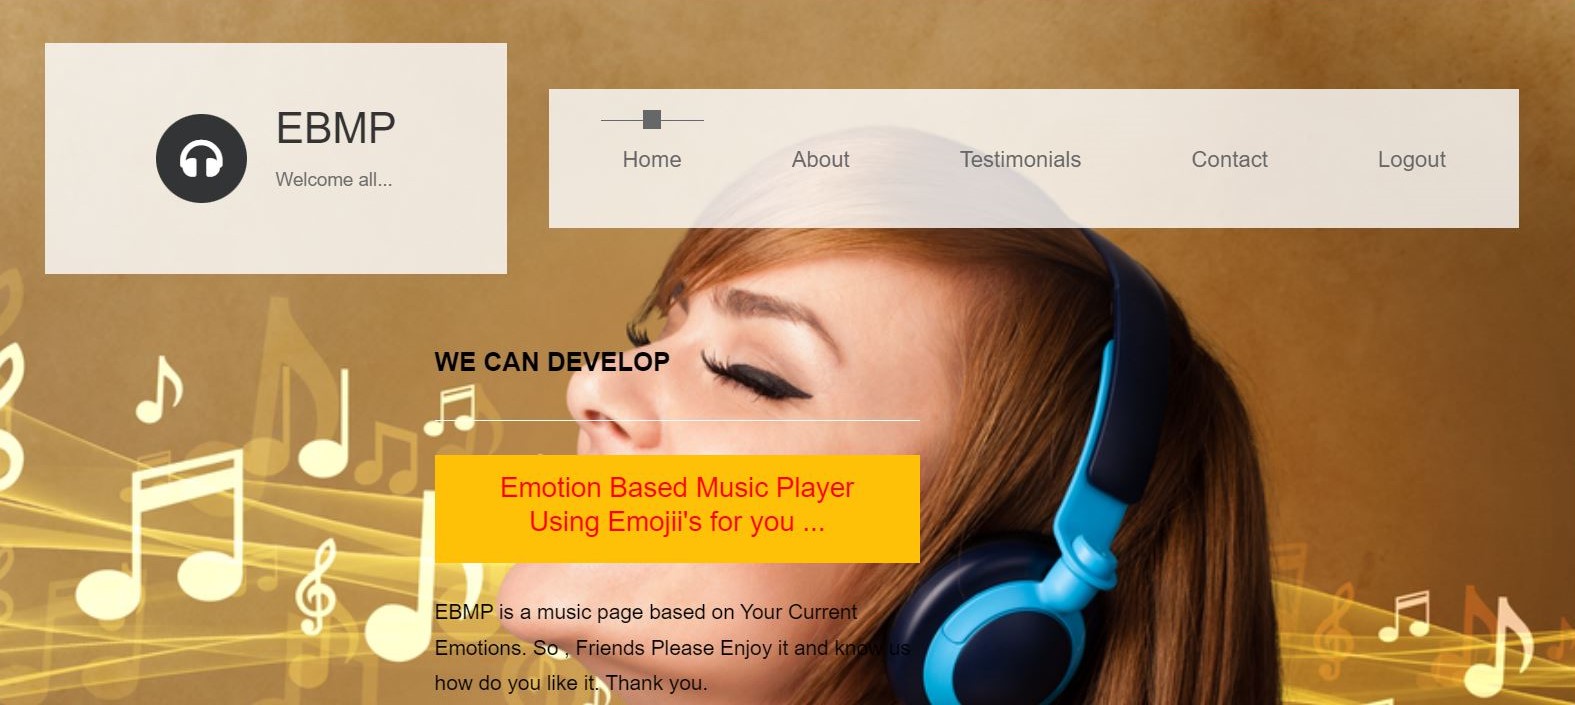 EBMP
Welcome all...
Home About Testimonials Contact Logout
WE CAN DEVELOP
Emotion Based Music Player
Using Emojii's for you ...
EBMP is a music page based on Your Current
Emotions. So , Friends Please Enjoy it and know us
how do you like it. Thank you.